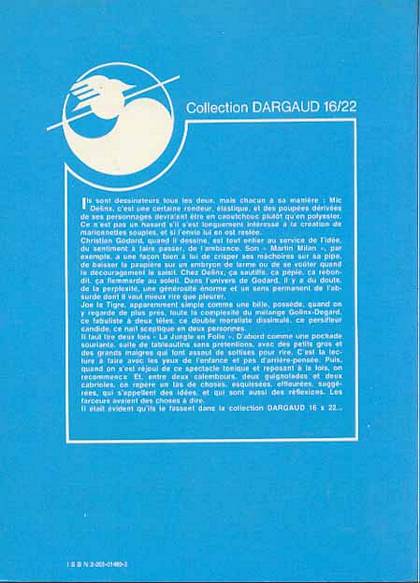 Collection DARGAUD 16/22
Ils sont dessinateurs tous les deux, mais chacun à sa manière : Mic
Delinx, c'est une certaine rondeur, élastique, et des poupées dérivées
de ses personnages devraient être en caoutchouc plutôt qu'en polyester.
Ce n'est pas un hasard s'il s'est longuement intéressé à la création de
marionnettes souples, et si l'envie lui en est restée.
Christian Godard, quand il dessine, est tout entier au service de l'idée,
du sentiment à faire passer, de l'ambiance. Son « Martin Milan », par
exemple, a une façon bien à lui de crisper ses mâchoires sur sa pipe,
de baisser la paupière sur un embryon de larme ou de se voûter quand
le découragement le saisit. Chez Delinx, ça sautille, ça pépie, ça rebon-
dit, ça flemmarde au soleil. Dans l'univers de Godard, il y a du doute,
de la perplexité, une générosité énorme et un sens permanent de l'ab-
surde dont il vaut mieux rire que pleurer.
Joe le Tigre, apparemment simple comme une bille, possède, quand on
y regarde de plus près, toute la complexité du mélange Golinx-Degard,
ce fabuliste à deux têtes, ce double moraliste dissimulé, ce persifleur
candide, ce naïf sceptique en deux personnes.
Il faut lire deux fois « La Jungle en Folie ». D'abord comme une pochade
souriante, suite de tableautins sans prétentions, avec des petits gros et
des grands maigres qui font assaut de sottises pour rire. C'est la lec-
ture à faire avec les yeux de l'enfance et pas d'arrière-pensée. Puis,
quand on s'est réjoui de ce spectacle tonique et reposant à la fois, on
recommence. Et, entre deux calembours, deux guignolades et deux
cabrioles, on repère un tas de choses, esquissées, effleurées, suggé-
rées, qui s'appellent des idées, et qui sont aussi des réflexions. Les
farceurs avaient des choses à dire.
Il était évident qu'ils le fassent dans la collection DARGAUD 16 x 22...
ISBN